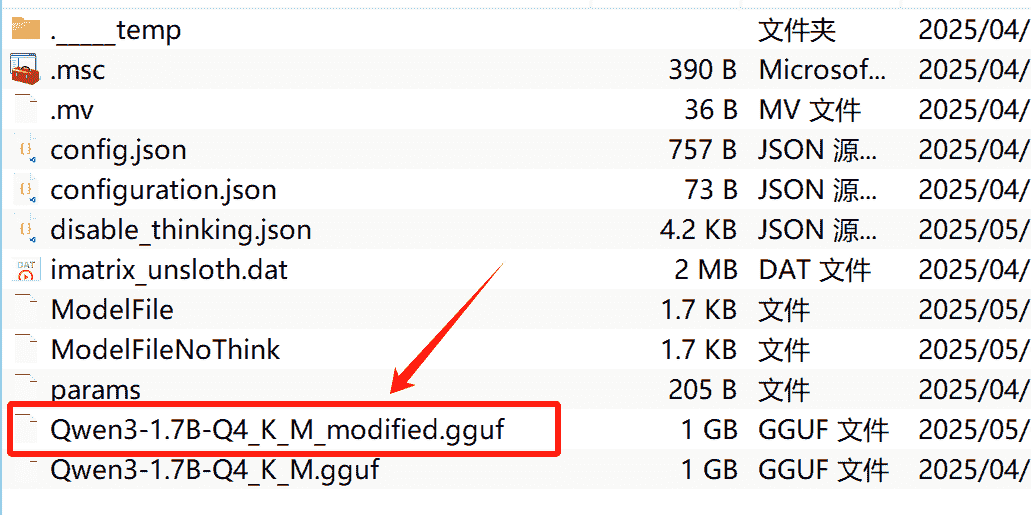 ._____temp 文件夹 2025/04/
.msc 390 B Microsof... 2025/04/
.mv 36 B MV 文件 2025/04/
config.json 757 B JSON 源... 2025/04/
configuration.json 73 B JSON 源... 2025/04/
disable_thinking.json 4.2 KB JSON 源... 2025/05/
DAT imatrix_unsloth.dat 2 MB DAT 文件 2025/04/
ModelFile 1.7 KB 文件 2025/05/
ModelFileNoThink 1.7 KB 文件 2025/05/
params 205 B 文件 2025/04/
Qwen3-1.7B-Q4_K_M_modified.gguf 1 GB GGUF 文件 2025/05/
Qwen3-1.7B-Q4_K_M.gguf 1 GB GGUF 文件 2025/04/